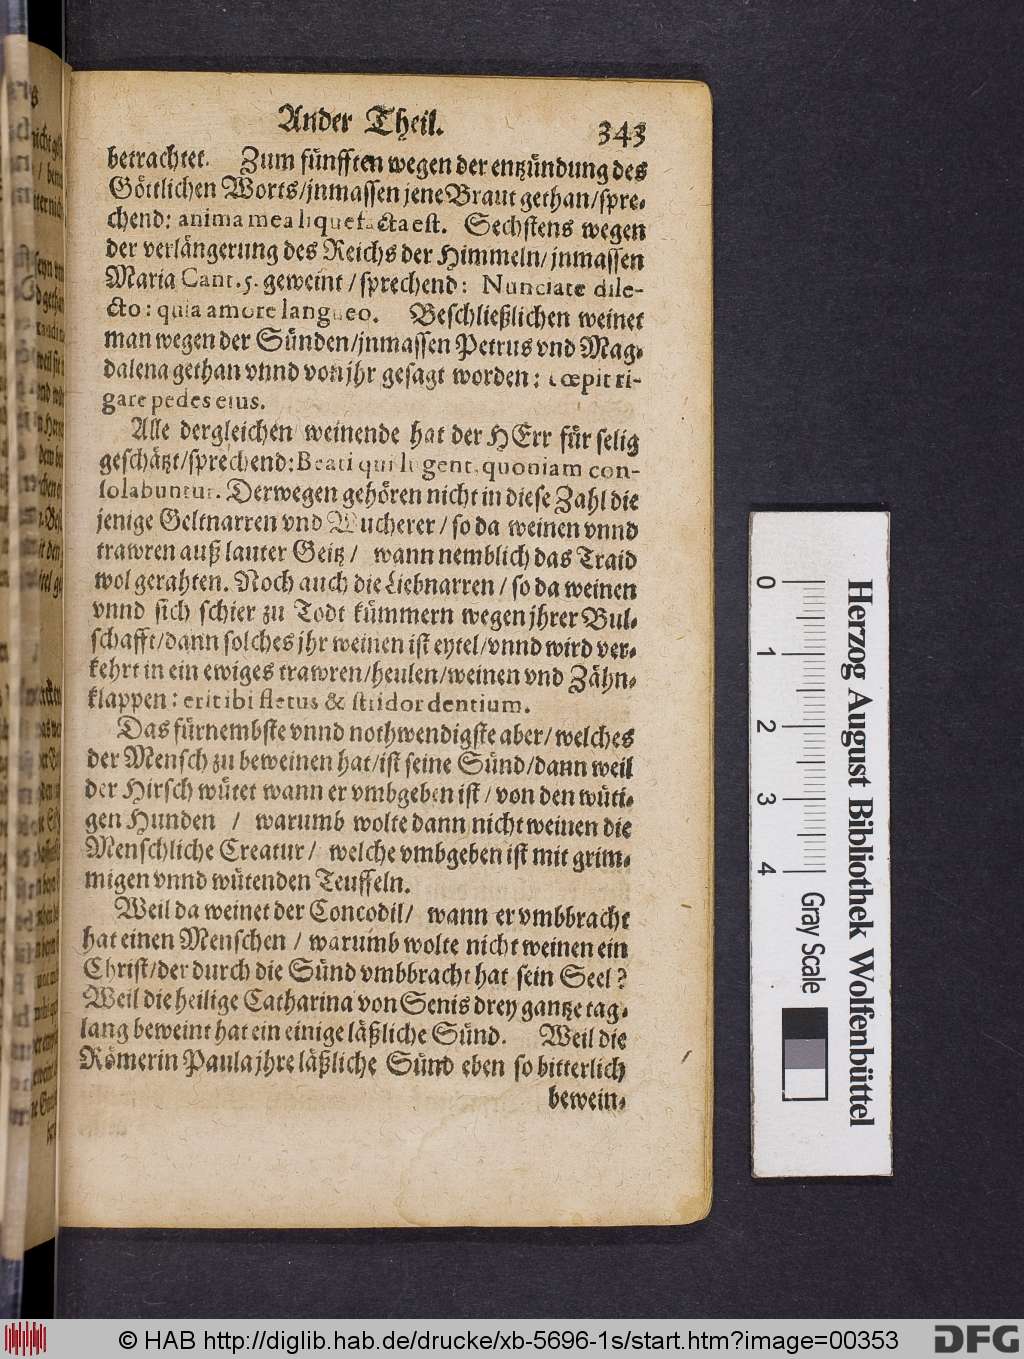 Ander Theil. 343
betrachtet. Zum fünfften wegen der entzündung des
Göttlichen Worts/jnmassen jene Braut gethan/spre-
chend: anima mea liquefacta est. Sechstens wegen
der verlängerung des Reichs der Himmeln/jnmassen
Maria Cant. 5. geweint/sprechend: Nunciate dile-
cto: quia amore langueo. Beschließlichen weinet
man wegen der Sünden/jnmassen Petrus vnd Mag-
dalena gethan vnnd von jhr gesagt worden: cœpit ri-
gare pedes eius.
Alle dergleichen weinende hat der HErr für selig
geschätzt/sprechend: Beati qui lugent, quoniam con-
solabuntur. Derwegen gehören nicht in diese Zahl die
jenige Geltnarren vnd Wucherer/so da weinen vnnd
trawren auß lauter Geitz/ wann nemblich das Traid
wol gerahten. Noch auch die Liebnarren/so da weinen
vnnd sich schier zu Todt kümmern wegen jhrer Bul-
schafft/dann solches jhr weinen ist eytel/vnnd wird ver-
kehrt in ein ewiges trawren/heulen/weinen vnd Zähn-
klappen: erit ibi fletus & stridor dentium.
Das fürnembste vnnd nothwendigste aber/welches
der Mensch zu beweinen hat/ist seine Sünd/dann weil
der Hirsch wütet wann er vmbgeben ist/von den wüti-
gen Hunden / warumb wolte dann nicht weinen die
Menschliche Creatur/ welche vmbgeben ist mit grim-
migen vnnd wütenden Teuffeln.
Weil da weinet der Concodil/ wann er vmbbracht
hat einen Menschen/warumb wolte nicht weinen ein
Christ/der durch die Sünd vmbbracht hat sein Seel?
Weil die heilige Catharina von Senis drey gantze tag-
lang beweint hat ein einige läßliche Sünd. Weil die
Römerin Paula jhre läßliche Sünd eben so bitterlich
bewein-
Herzog August Bibliothek Wolfenbüttel
0 1 2 3 4 Gray Scale
© HAB http://diglib.hab.de/drucke/xb-5696-1s/start.htm?image=00353
DFG